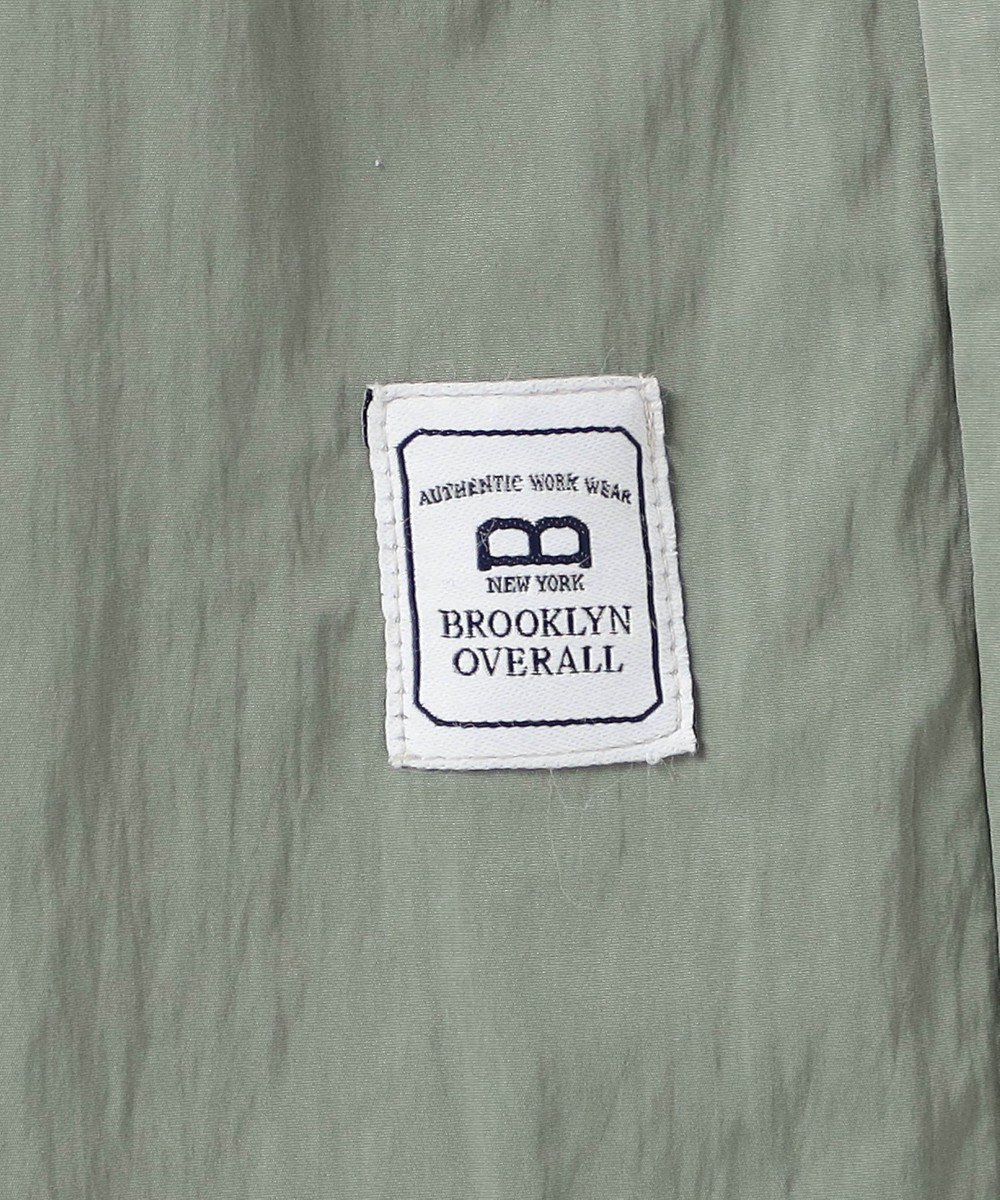 AUTHENTIC WORK WEAR
B
NEW YORK
BROOKLYN
OVERALL